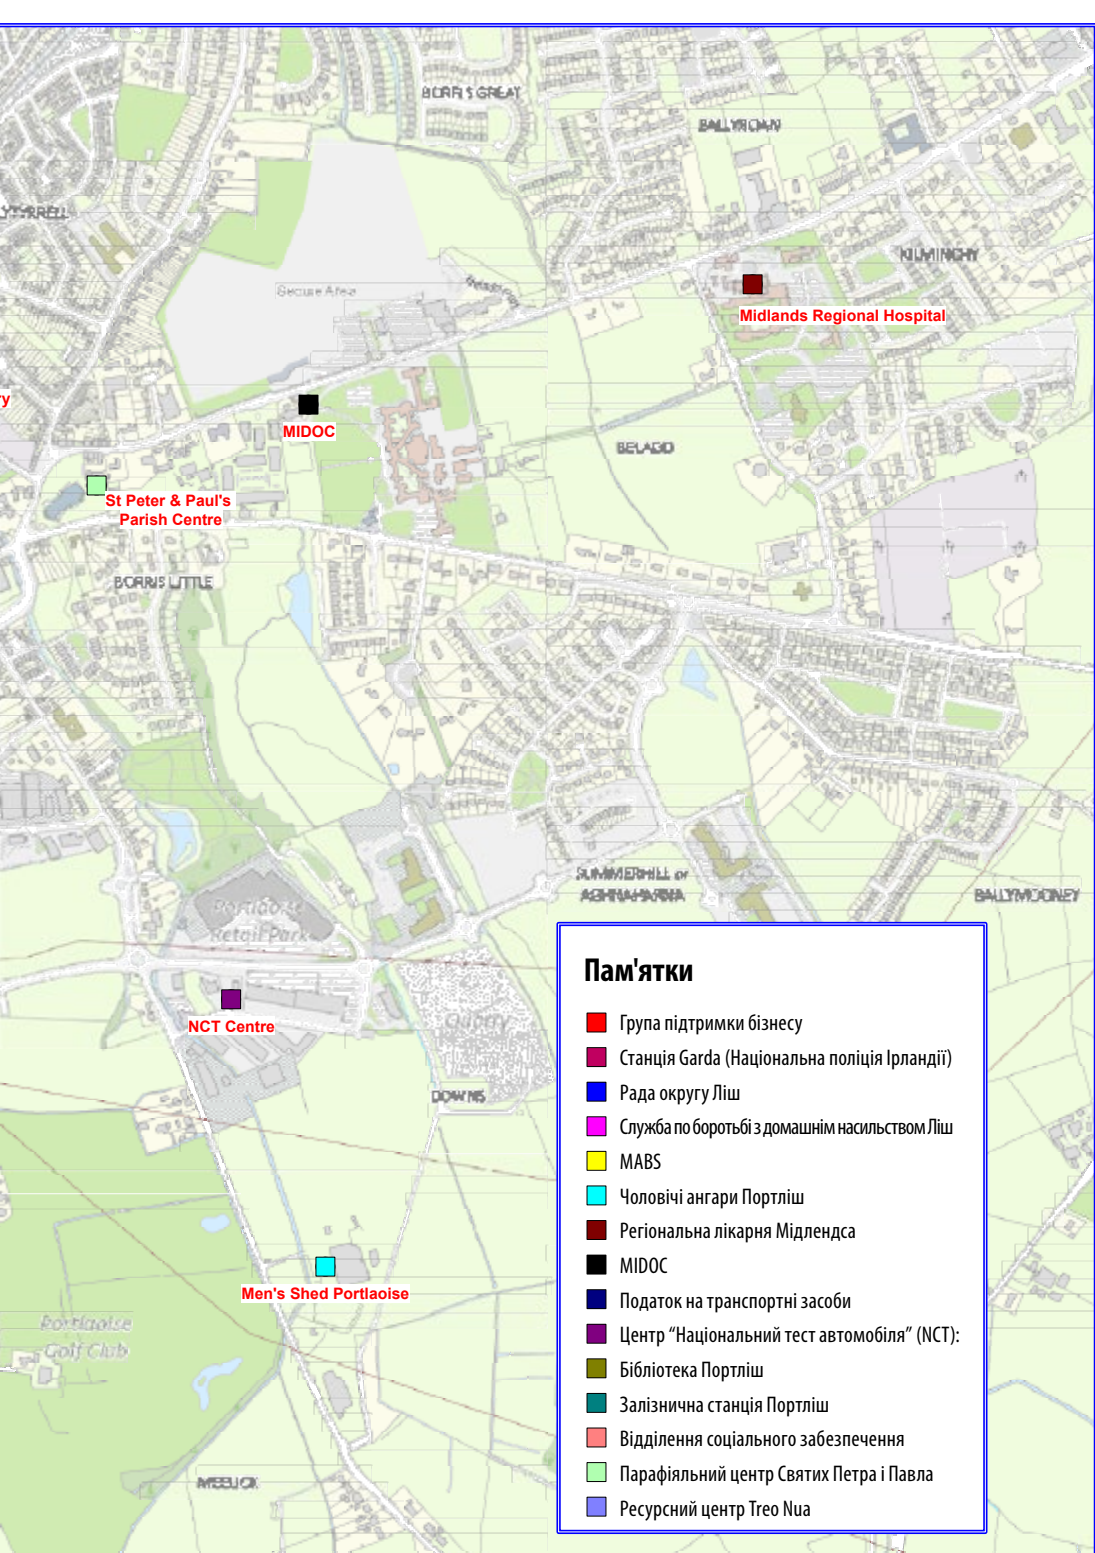 BORRIS GREAT
BALLYROAN
KILMINCHY
Secure Area
Midlands Regional Hospital
MIDOC
BELAGD
St Peter & Paul's
Parish Centre
BORRIS LITTLE
SUMMERHILL or
AGHNAHARNA
BALLYMOONEY
Portlaoise
Retail Park
NCT Centre
Quarry
DOWNS
Men's Shed Portlaoise
Portlaoise
Golf Club
MEELICK
Пам'ятки
Група підтримки бізнесу
Станція Garda (Національна поліція Ірландії)
Рада округу Ліш
Служба по боротьбі з домашнім насильством Ліш
MABS
Чоловічі ангари Портліш
Регіональна лікарня Мідлендса
MIDOC
Податок на транспортні засоби
Центр “Національний тест автомобіля” (NCT):
Бібліотека Портліш
Залізнична станція Портліш
Відділення соціального забезпечення
Парафіяльний центр Святих Петра і Павла
Ресурсний центр Treo Nua